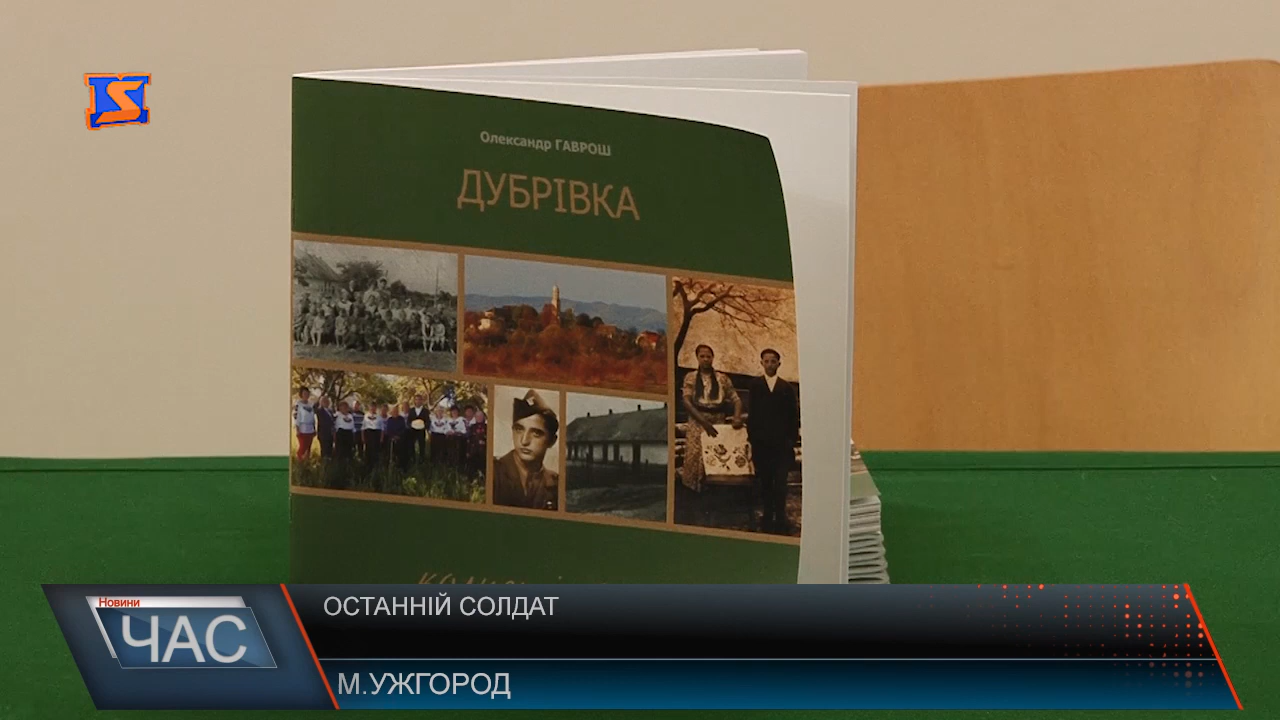 Олександр ГАВРОШ
ДУБРІВКА
Новини
ЧАС
ОСТАННІЙ СОЛДАТ
М.УЖГОРОД